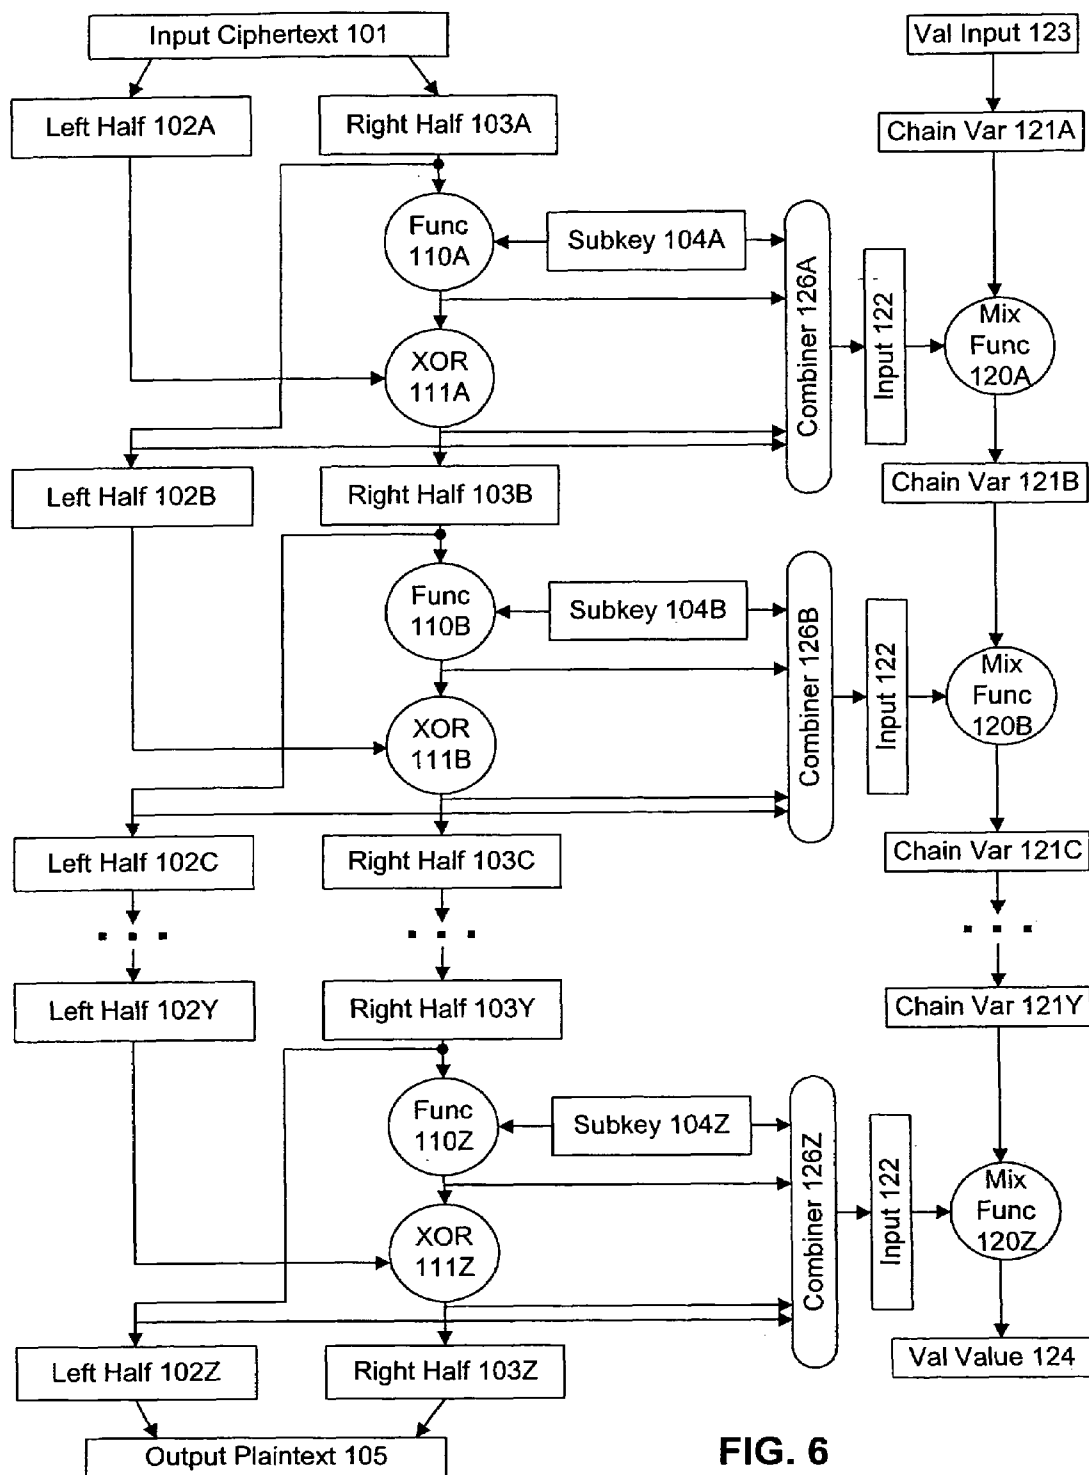 Input Ciphertext 101
Val Input 123
Left Half 102A
Right Half 103A
Chain Var 121A
Func
110A
Subkey 104A
Combiner 126A
Input 122
Mix
Func
120A
XOR
111A
Left Half 102B
Right Half 103B
Chain Var 121B
Func
110B
Subkey 104B
Combiner 126B
Input 122
Mix
Func
120B
XOR
111B
Left Half 102C
Right Half 103C
Chain Var 121C
Left Half 102Y
Right Half 103Y
Chain Var 121Y
Func
110Z
Subkey 104Z
Combiner 126Z
Input 122
Mix
Func
120Z
XOR
111Z
Left Half 102Z
Right Half 103Z
Val Value 124
Output Plaintext 105
FIG. 6